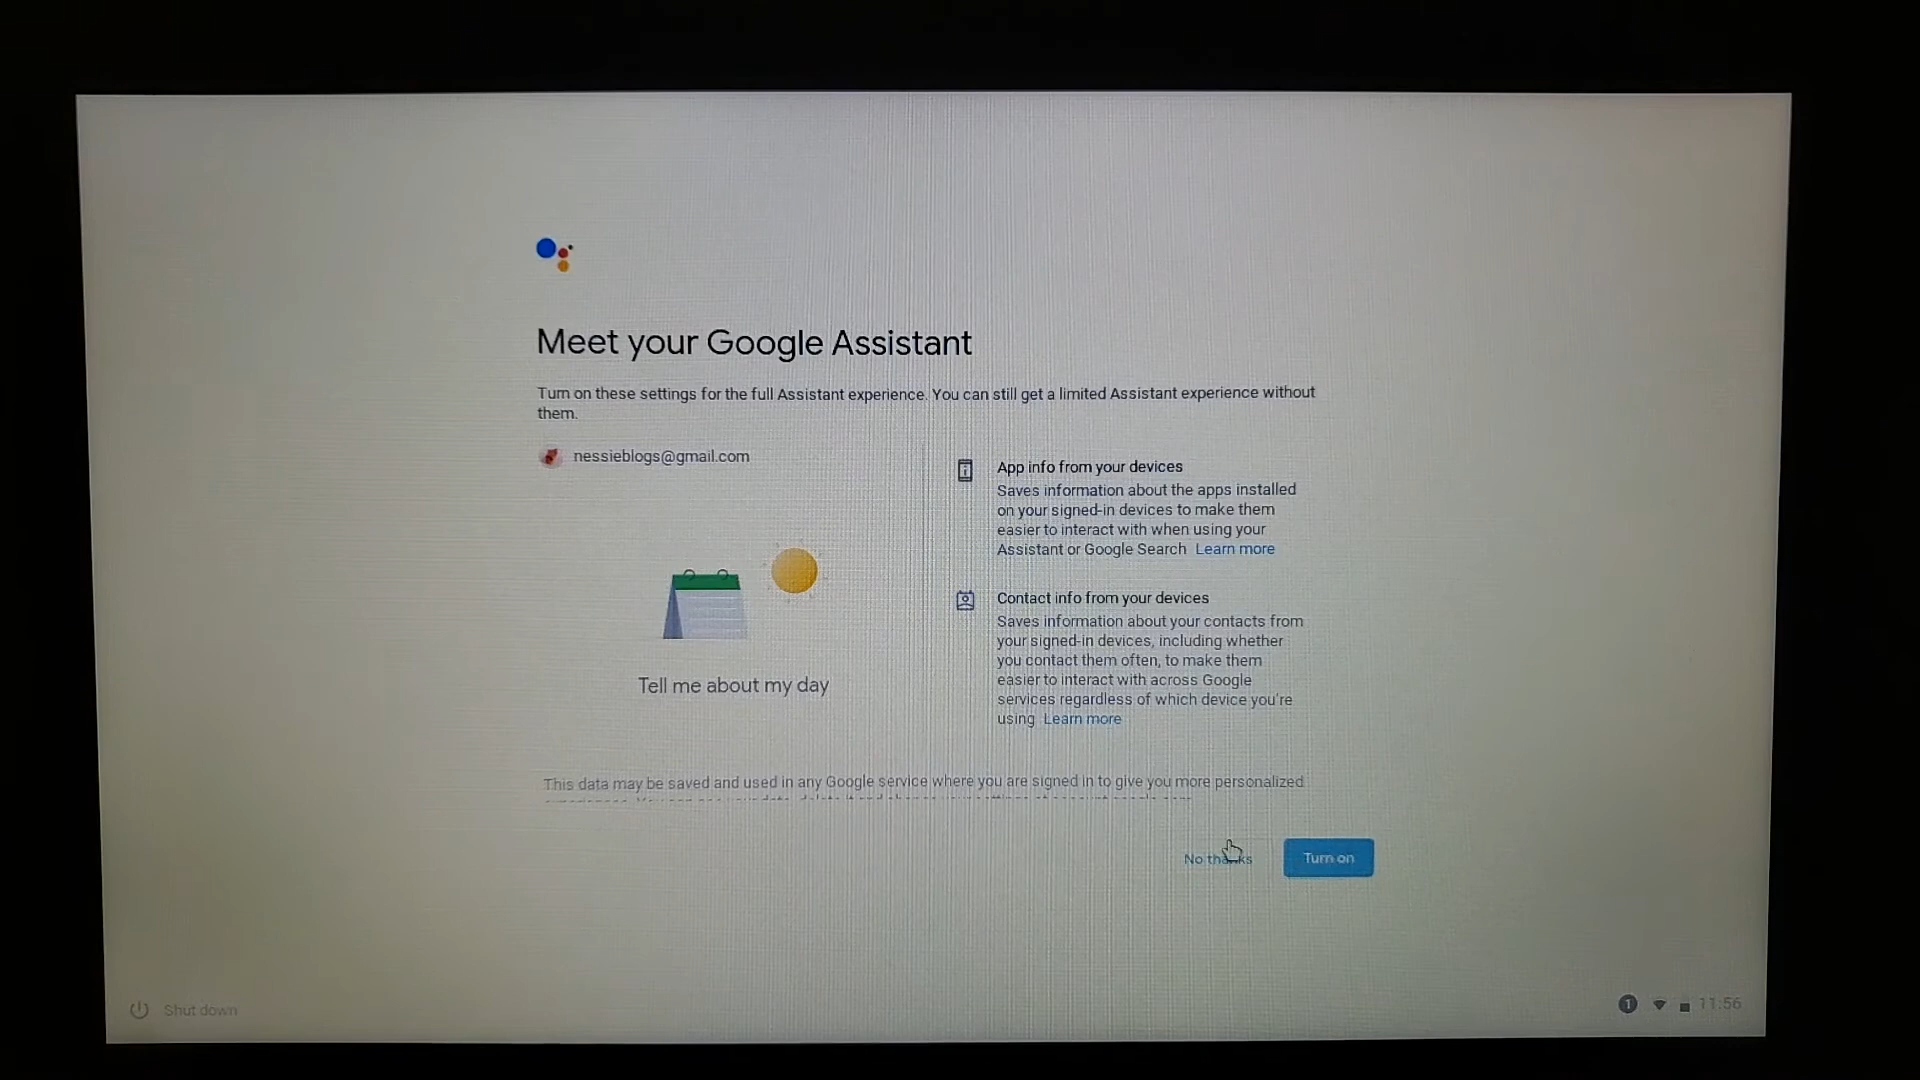 Meet your Google Assistant
Turn on these settings for the full Assistant experience. You can still get a limited Assistant experience without
them.
nessieblogs@gmail.com
Tell me about my day
App info from your devices
Saves information about the apps installed
on your signed-in devices to make them
easier to interact with when using your
Assistant or Google Search Learn more
Contact info from your devices
Saves information about your contacts from
your signed-in devices, including whether
you contact them often, to make them
easier to interact with across Google
services regardless of which device you're
using Learn more
This data may be saved and used in any Google service where you are signed in to give you more personalized
No thanks
Turn on
Shut down
1
11:56